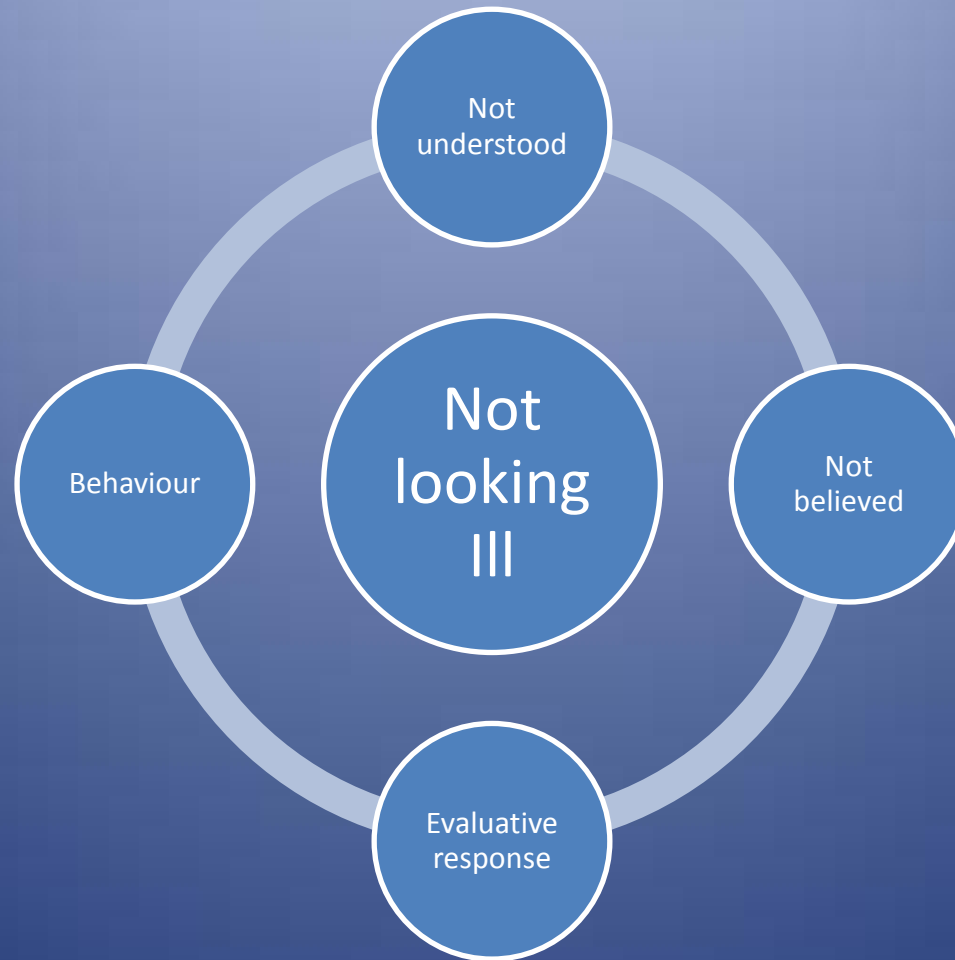 Not
understood
Not
looking
Ill
Behaviour
Not
believed
Evaluative
response